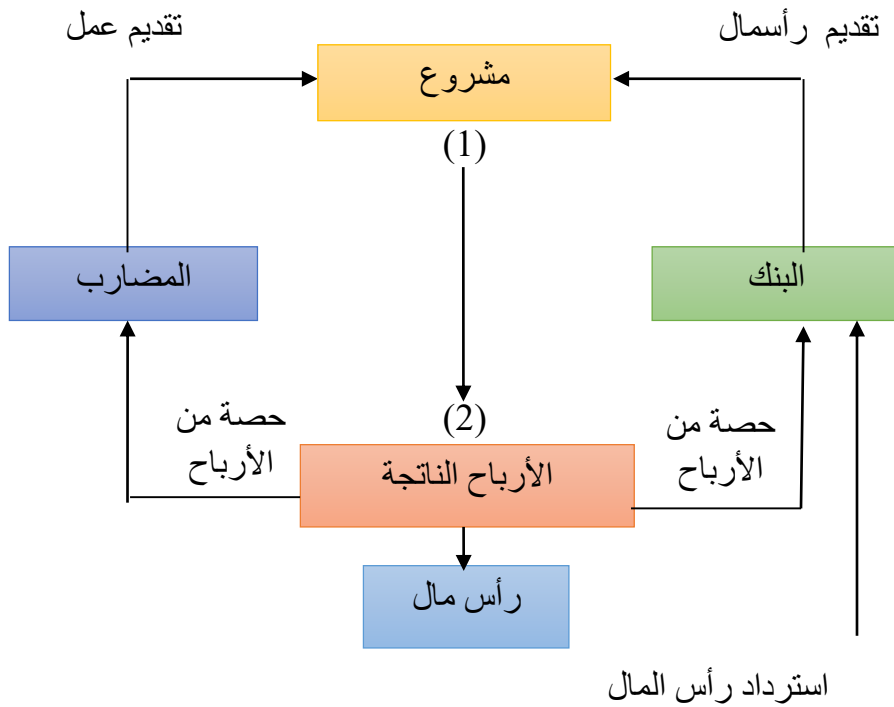 تقديم رأسمال
تقديم عمل
مشروع
(1)
البنك
المضارب
(2)
حصة من
الأرباح
الأرباح الناتجة
حصة من
الأرباح
رأس مال
استرداد رأس المال